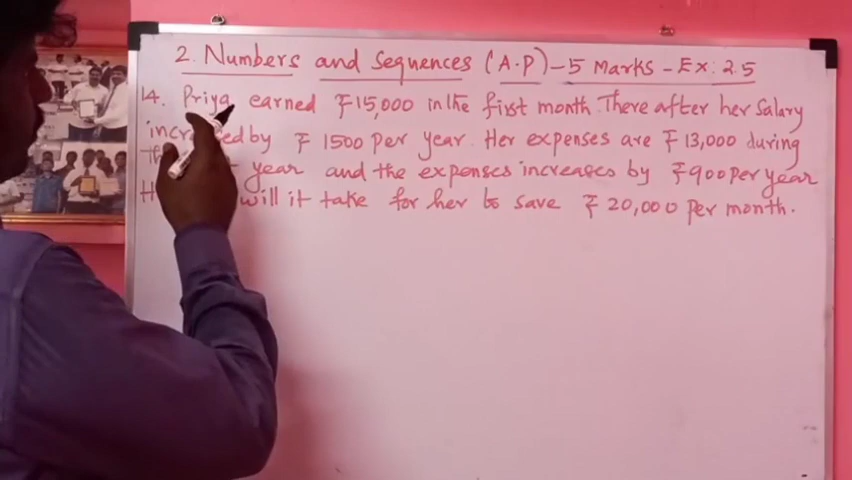 2. Numbers and Sequences (A.P) - 5 Marks - Ex: 2.5
14. Priya earned ₹15,000 in the first month. There after her Salary
increased by ₹ 1500 Per year. Her expenses are ₹ 13,000 during
year and the expenses increases by ₹900 per year
will it take for her to save ₹ 20,000 Per month.